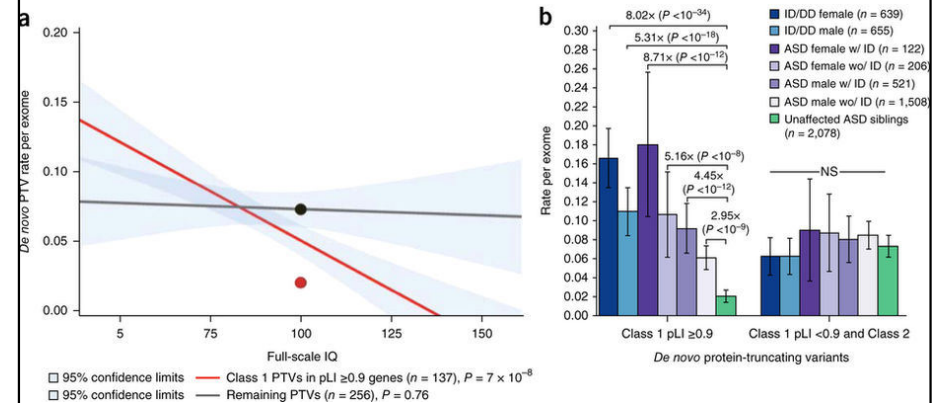 a
0.20
0.15
0.10
0.05
0.00
De novo PTV rate per exome
5 75 100 125 150
Full-scale IQ
95% confidence limits Class 1 PTVs in pLI ≥0.9 genes (n = 137), P = 7 × 10⁻⁸
95% confidence limits Remaining PTVs (n = 256), P = 0.76
b
0.30
0.28
0.26
0.24
0.22
0.20
0.18
0.16
0.14
0.12
0.10
0.08
0.06
0.04
0.02
0.00
Rate per exome
8.02× (P <10⁻³⁴)
5.31× (P <10⁻¹⁸)
8.71× (P <10⁻¹²)
5.16× (P <10⁻⁸)
4.45×
(P <10⁻¹²)
2.95×
(P <10⁻⁹)
NS
ID/DD female (n = 639)
ID/DD male (n = 655)
ASD female w/ ID (n = 122)
ASD female wo/ ID (n = 206)
ASD male w/ ID (n = 521)
ASD male wo/ ID (n = 1,508)
Unaffected ASD siblings
(n = 2,078)
Class 1 pLI ≥0.9 Class 1 pLI <0.9 and Class 2
De novo protein-truncating variants